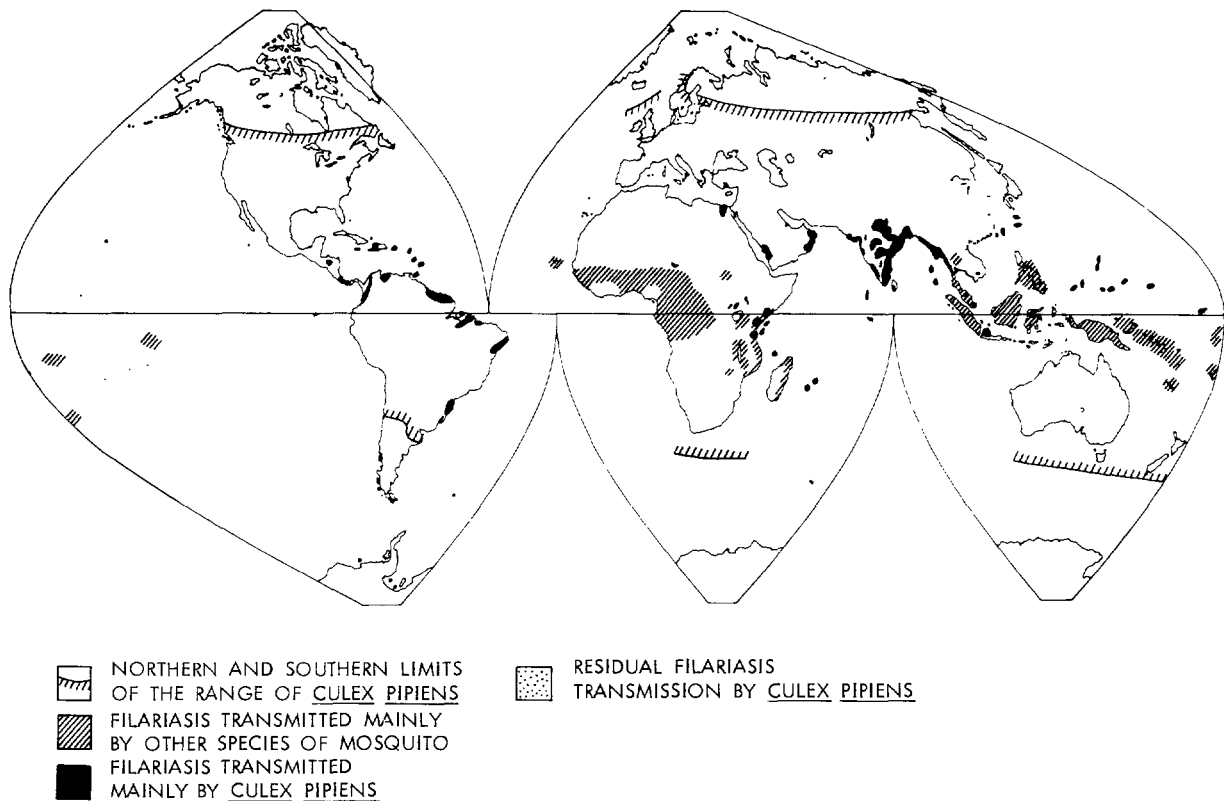 NORTHERN AND SOUTHERN LIMITS
OF THE RANGE OF CULEX PIPIENS
FILARIASIS TRANSMITTED MAINLY
BY OTHER SPECIES OF MOSQUITO
FILARIASIS TRANSMITTED
MAINLY BY CULEX PIPIENS
RESIDUAL FILARIASIS
TRANSMISSION BY CULEX PIPIENS